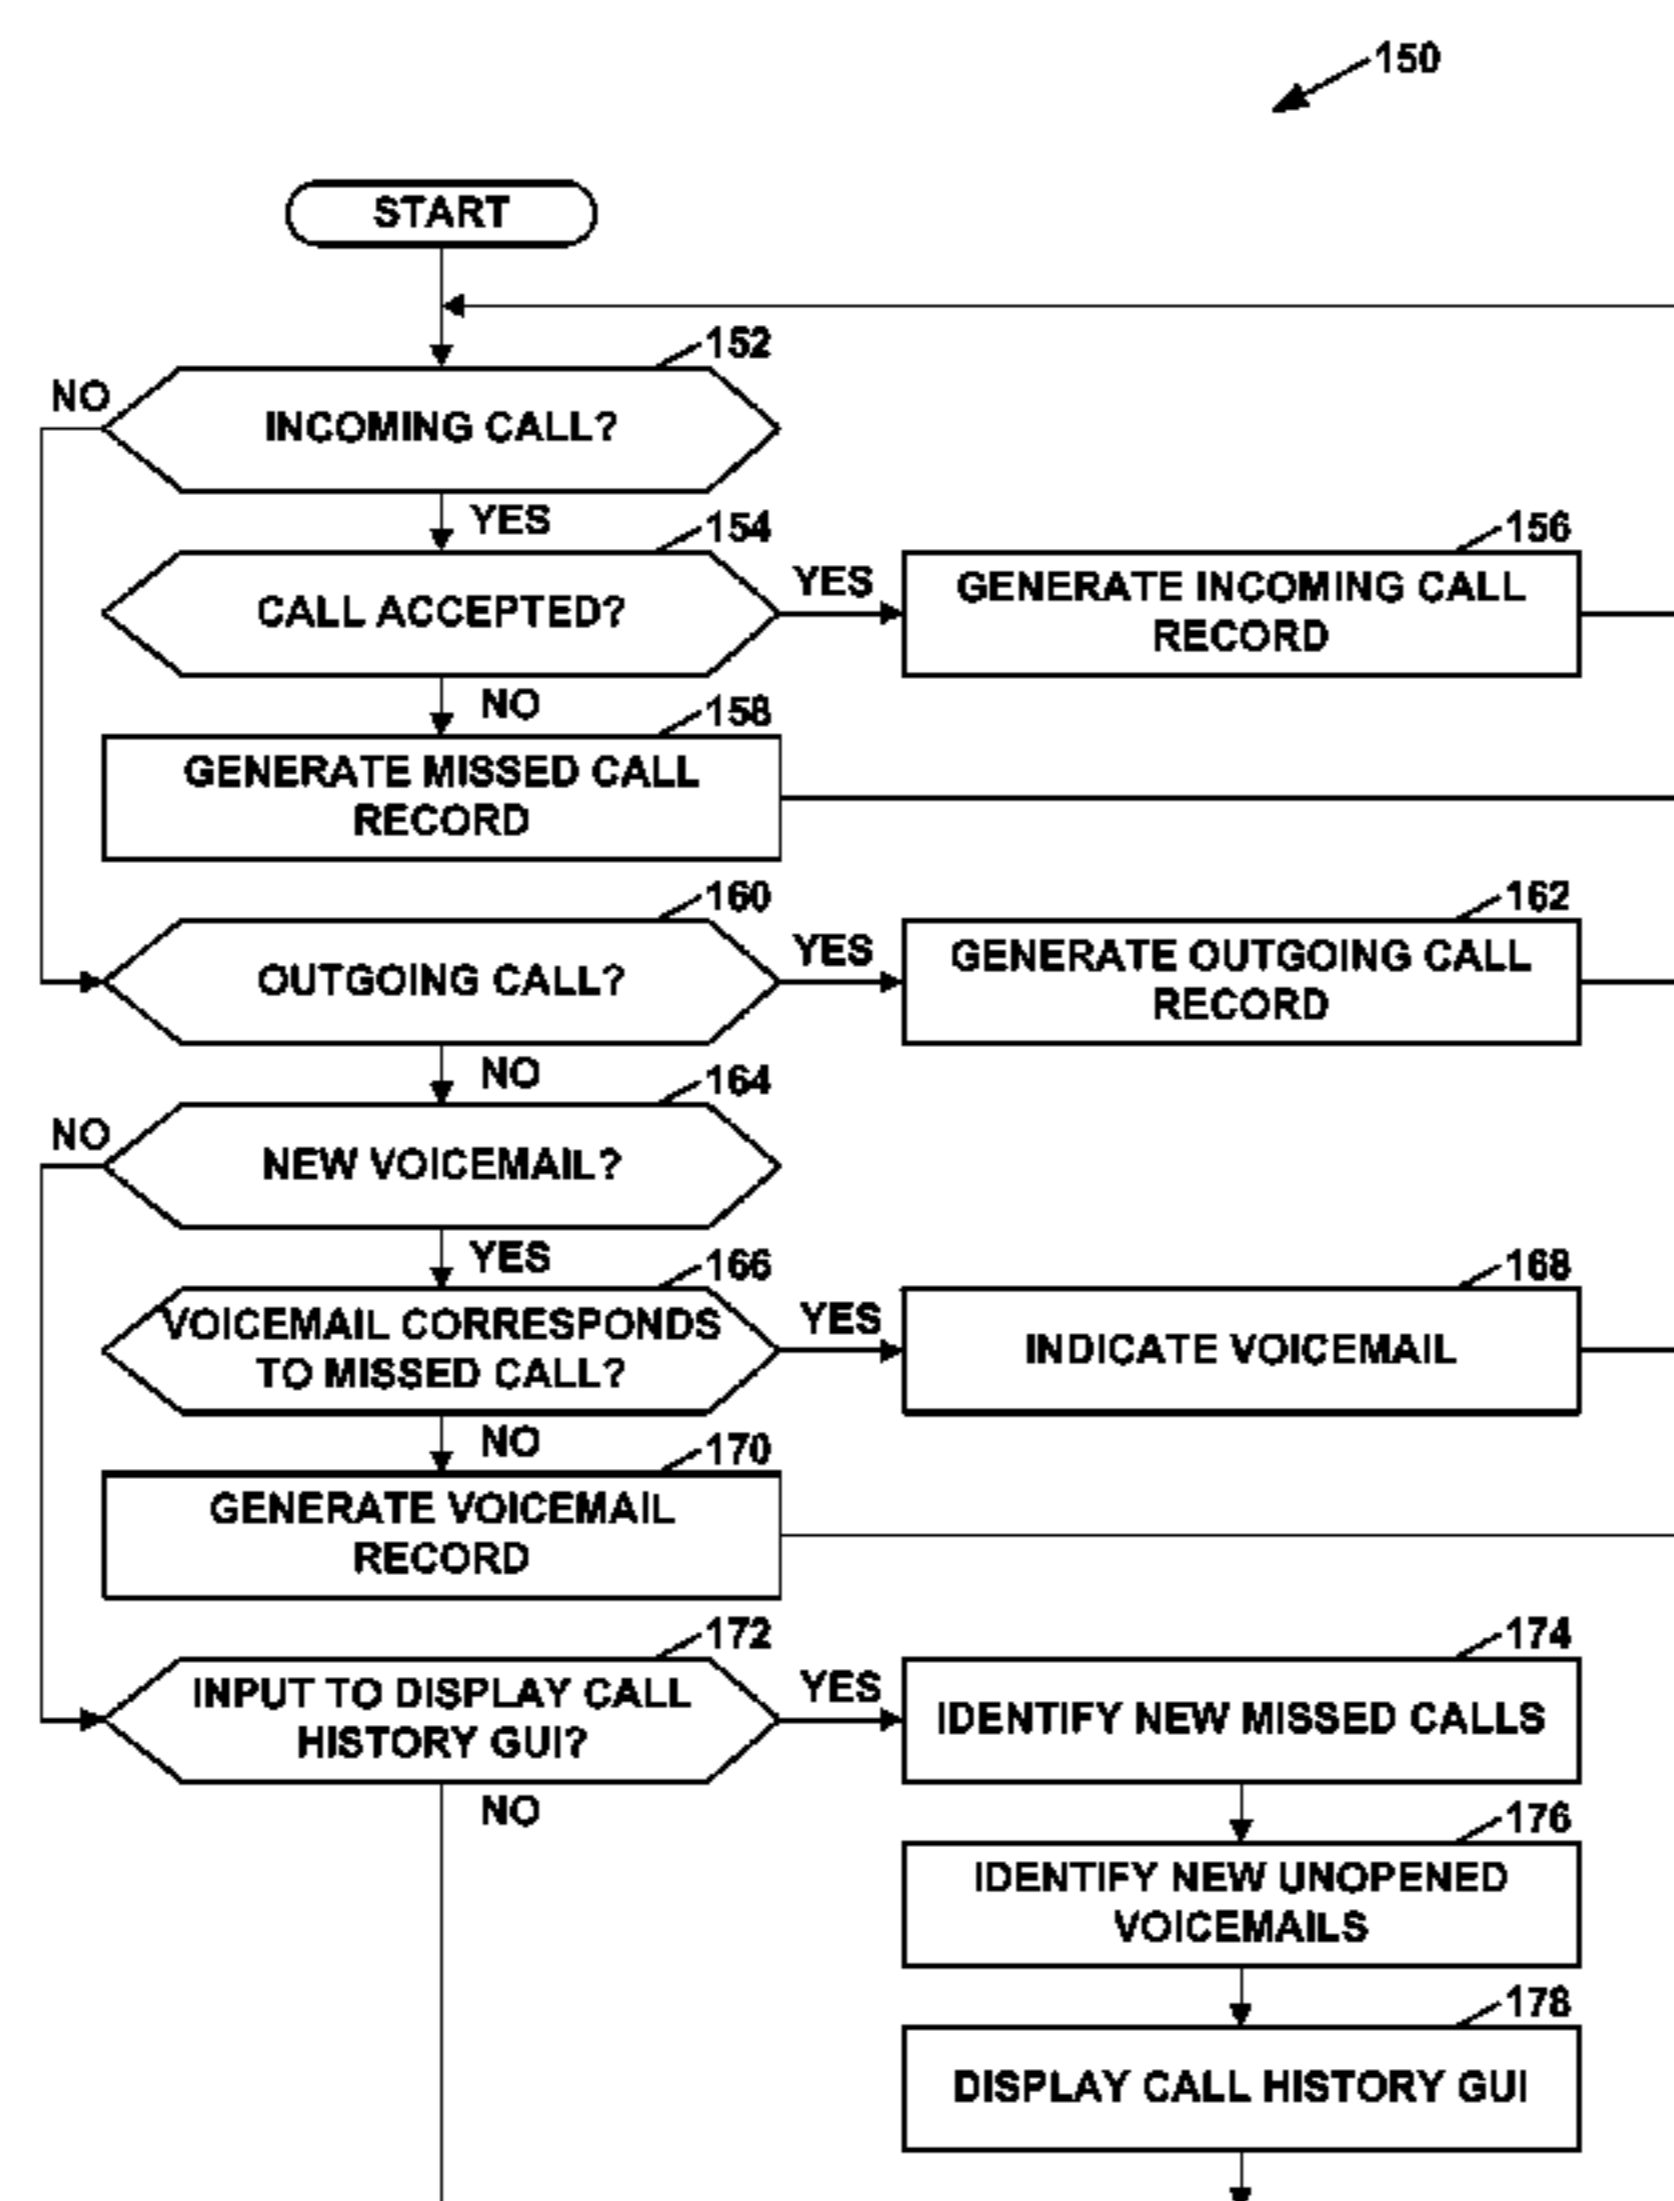 150
START
152
NO
INCOMING CALL?
YES
154
156
CALL ACCEPTED?
YES
GENERATE INCOMING CALL
RECORD
NO
158
GENERATE MISSED CALL
RECORD
160
162
OUTGOING CALL?
YES
GENERATE OUTGOING CALL
RECORD
NO
164
NO
NEW VOICEMAIL?
YES
166
168
VOICEMAIL CORRESPONDS
TO MISSED CALL?
YES
INDICATE VOICEMAIL
NO
170
GENERATE VOICEMAIL
RECORD
172
174
INPUT TO DISPLAY CALL
HISTORY GUI?
YES
IDENTIFY NEW MISSED CALLS
NO
176
IDENTIFY NEW UNOPENED
VOICEMAILS
178
DISPLAY CALL HISTORY GUI